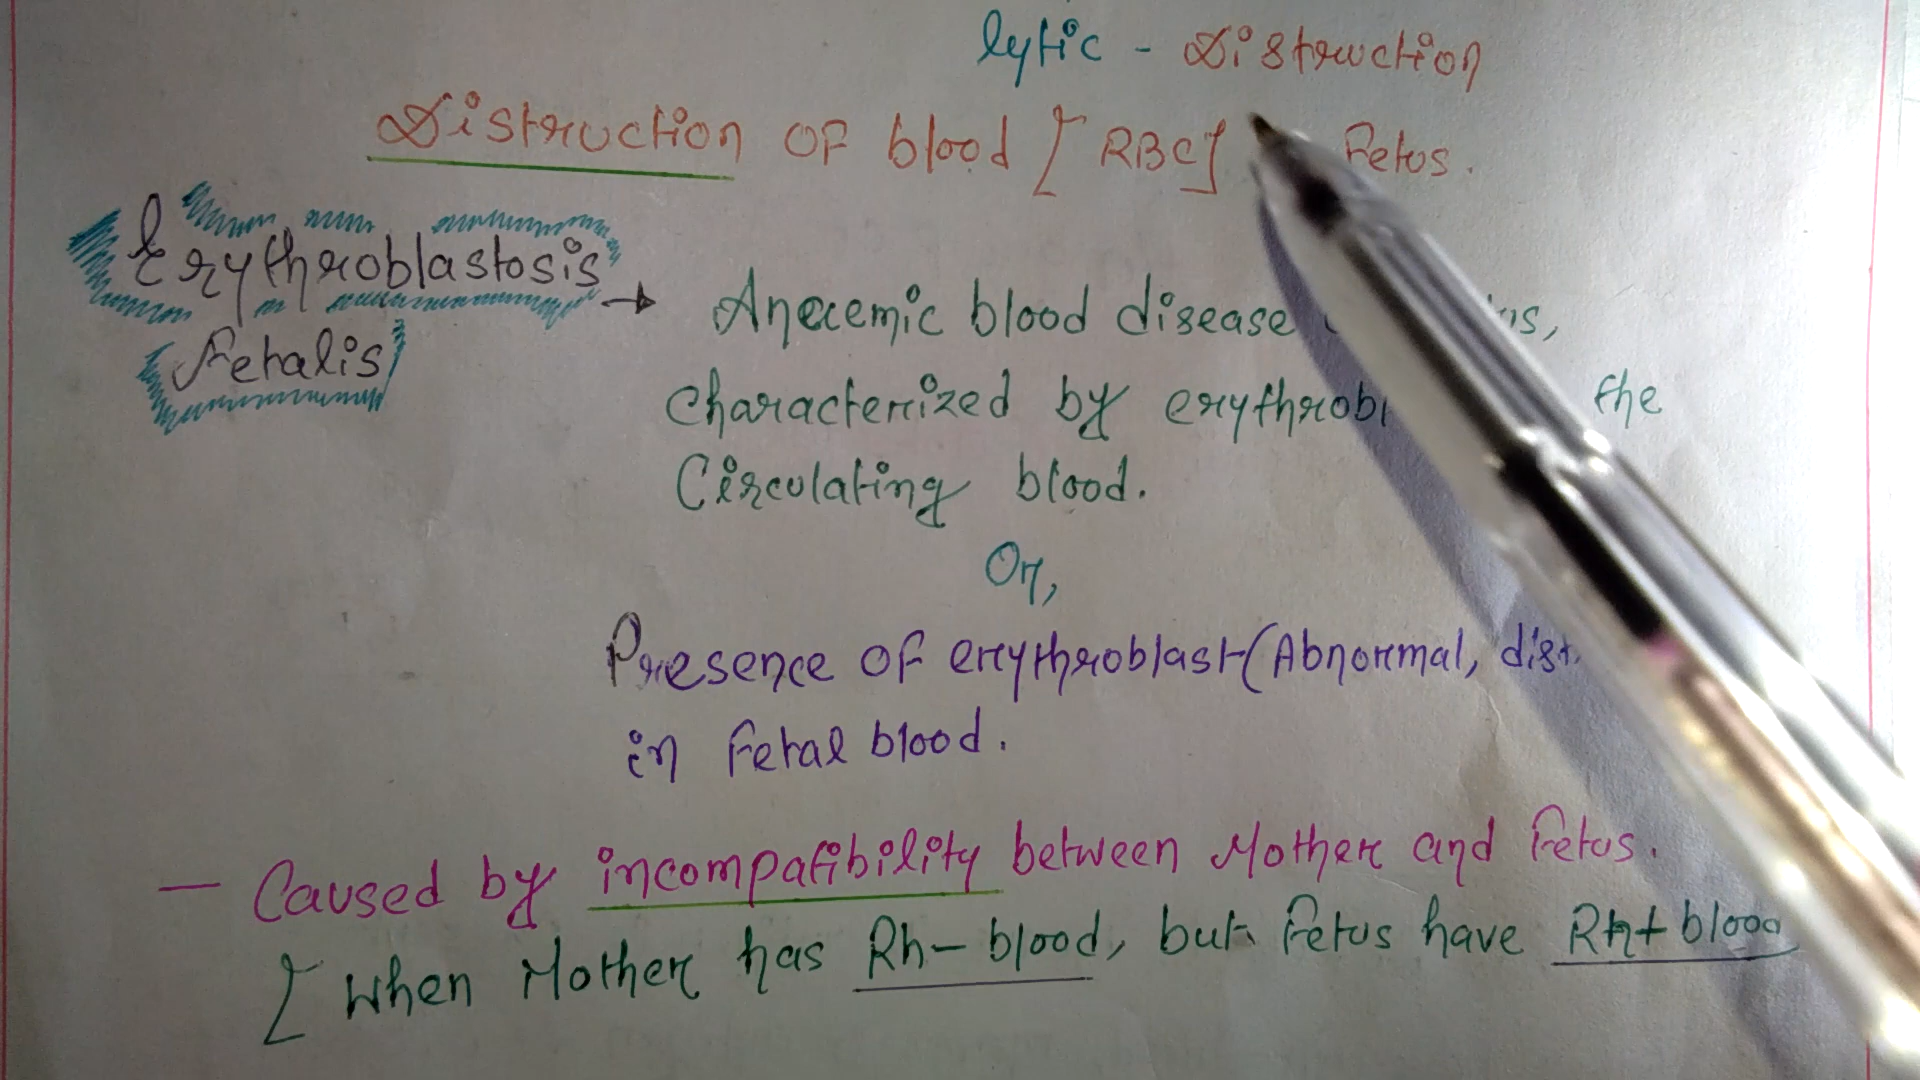 lytic - Distruction
Distruction OF blood [RBC] Fetus.
Erythroblastosis
Fetalis
→ Anaemic blood disease
characterized by the
Circulating blood.
Or,
Presence OF erythroblast (Abnormal,
in Fetal blood.
— Caused by incompatibility between Mother and Fetus.
[ When Mother has Rh- blood, but Fetus have Rh+ blood